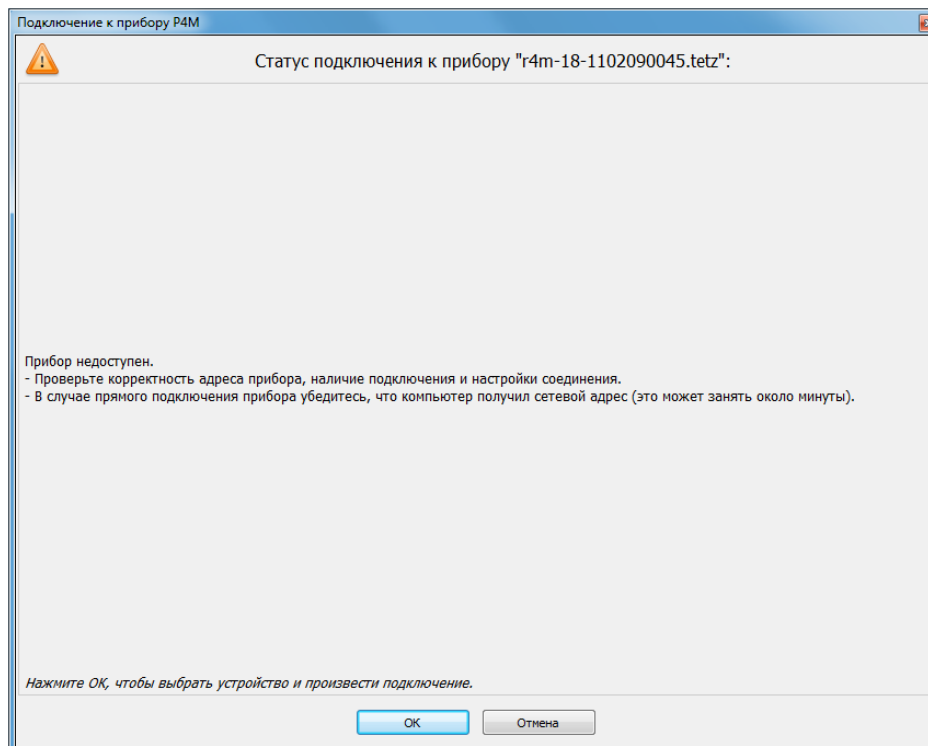 Подключение к прибору Р4М
Статус подключения к прибору "r4m-18-1102090045.tetz":
Прибор недоступен.
- Проверьте корректность адреса прибора, наличие подключения и настройки соединения.
- В случае прямого подключения прибора убедитесь, что компьютер получил сетевой адрес (это может занять около минуты).
Нажмите ОК, чтобы выбрать устройство и произвести подключение.
ОК
Отмена